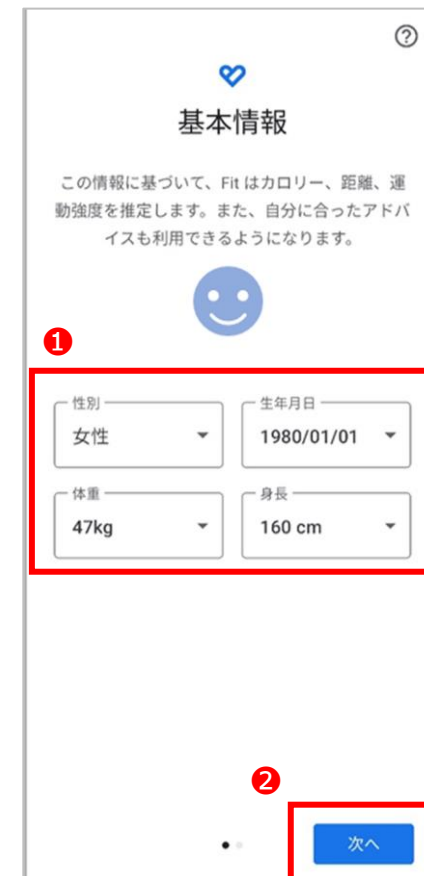 基本情報
この情報に基づいて、Fit はカロリー、距離、運
動強度を推定します。また、自分に合ったアドバ
イスも利用できるようになります。
❶
性別
女性
生年月日
1980/01/01
体重
47kg
身長
160 cm
❷
次へ